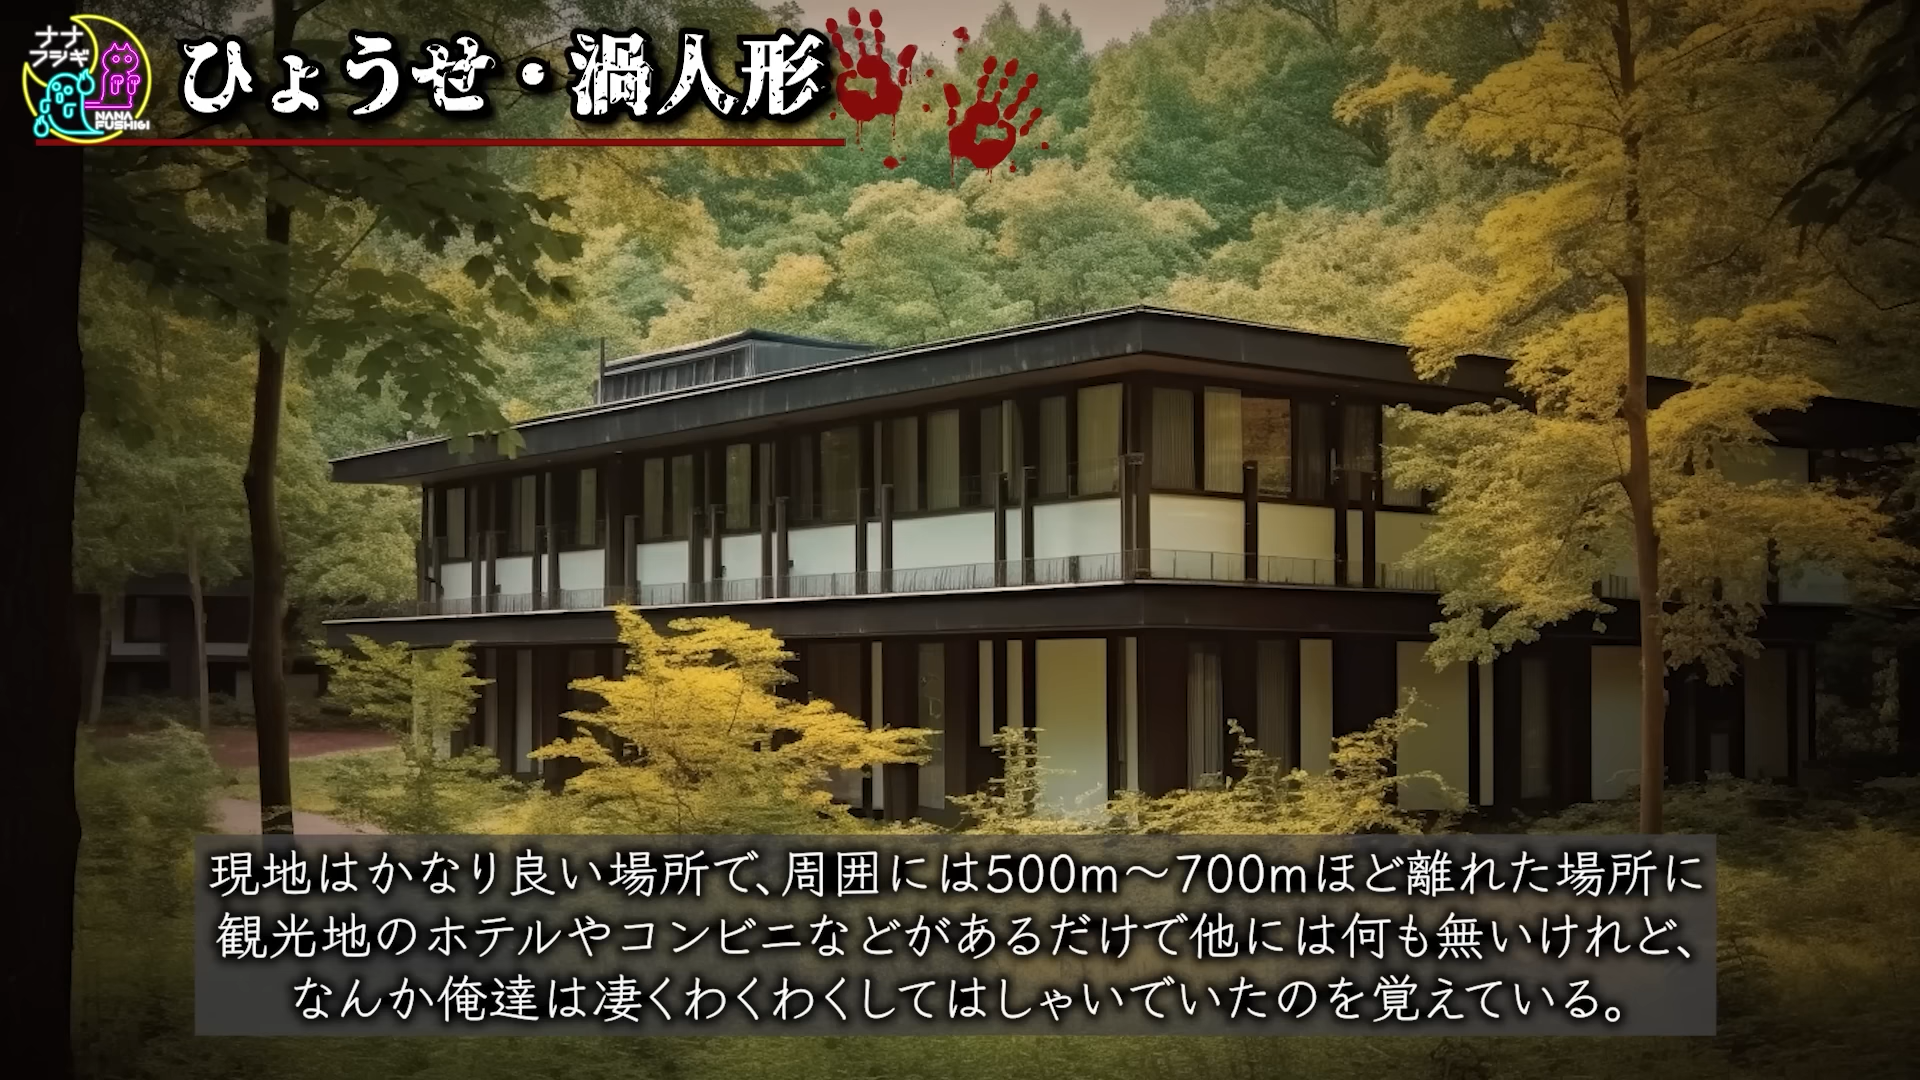 ナナ
フシギ
NANA
FUSHIGI
ひょうせ・渦人形
現地はかなり良い場所で、周囲には500m～700mほど離れた場所に
観光地のホテルやコンビニなどがあるだけで他には何も無いけれど、
なんか俺達は凄くわくわくしてはしゃいでいたのを覚えている。